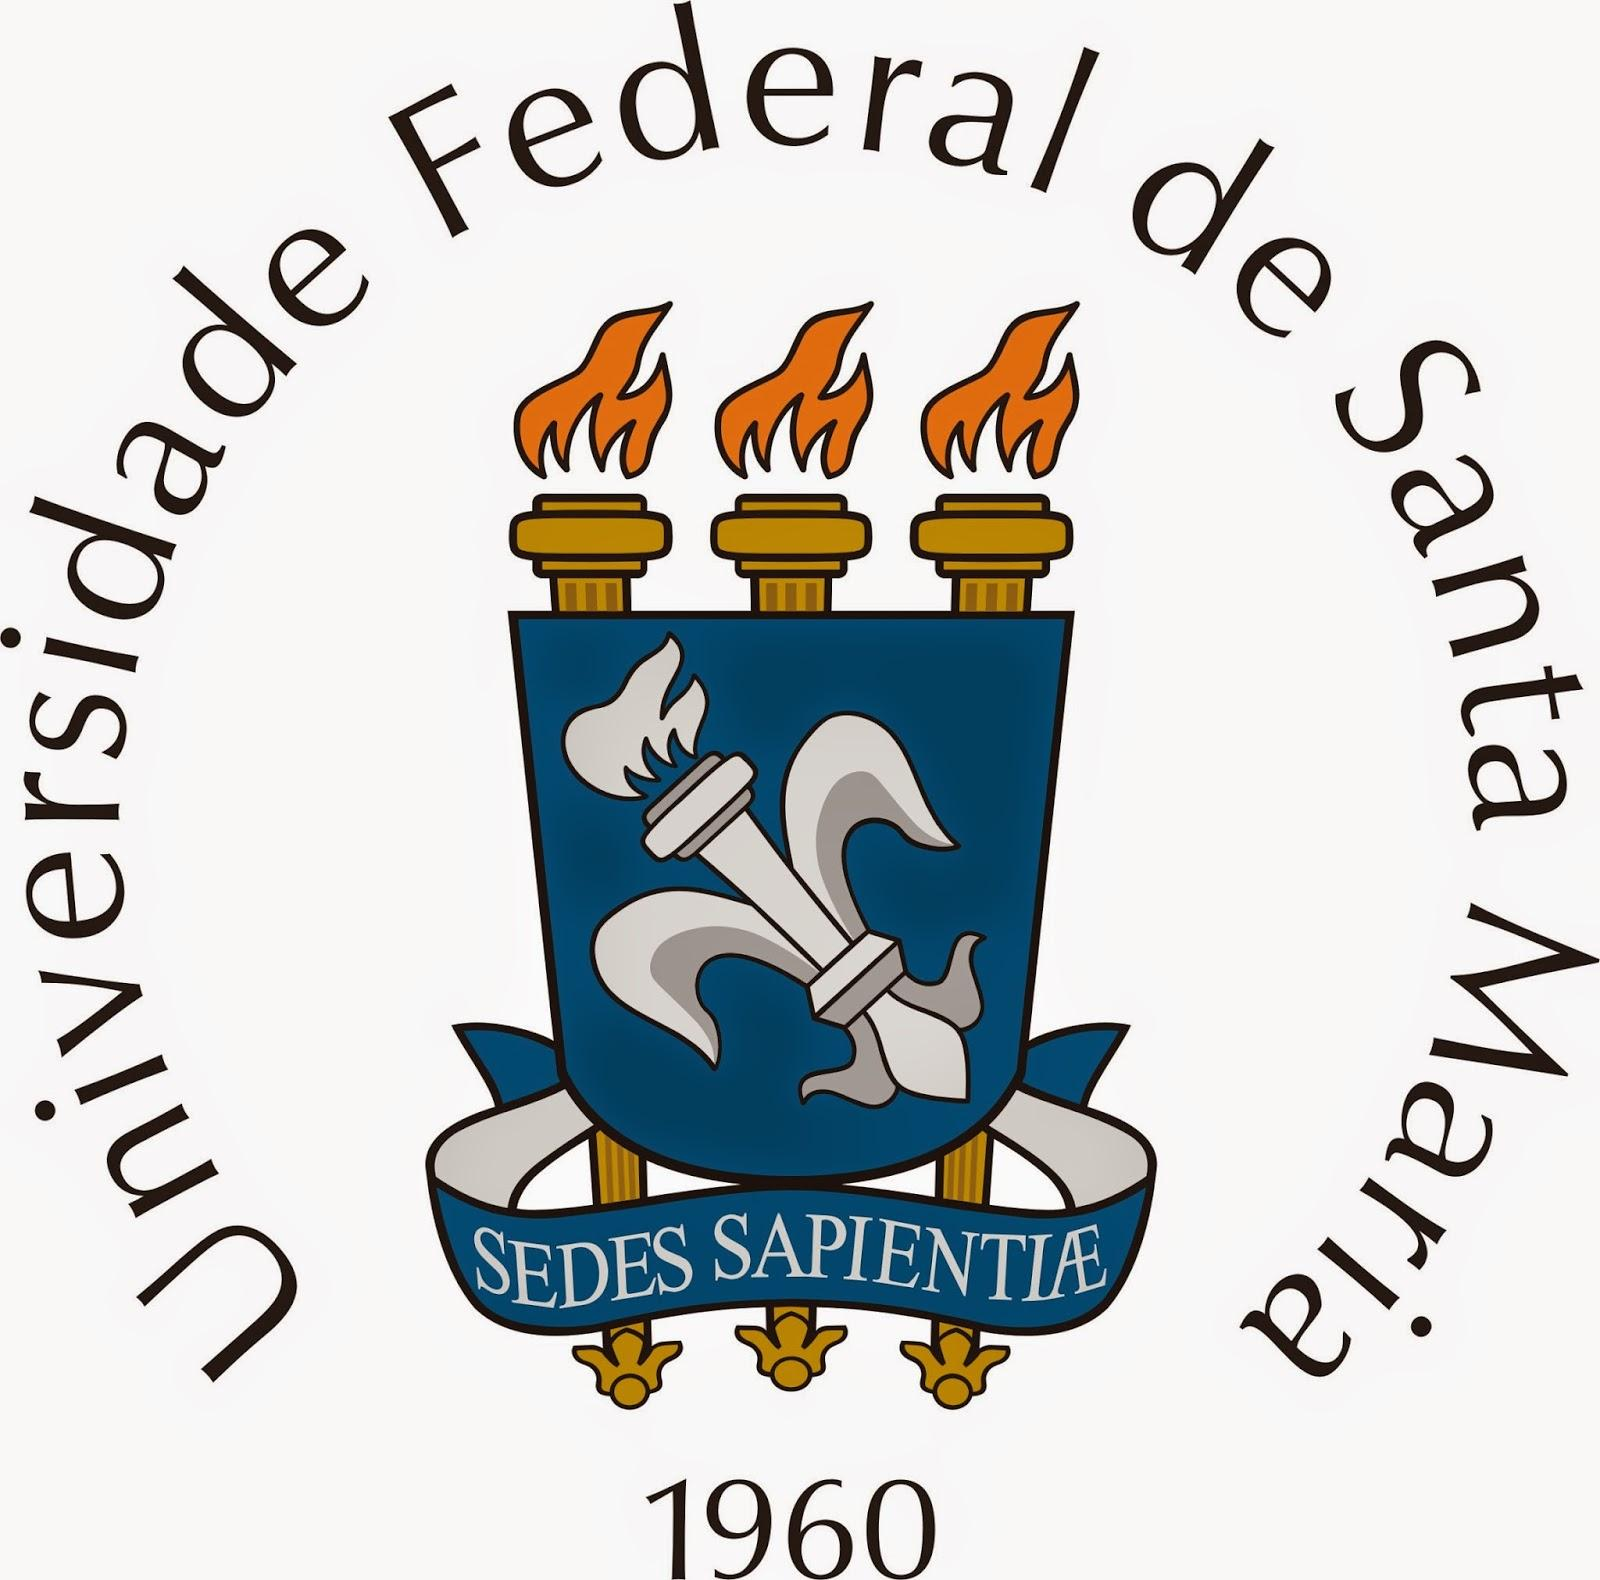 Universidade Federal de Santa Maria
SEDES SAPIENTIÆ
1960